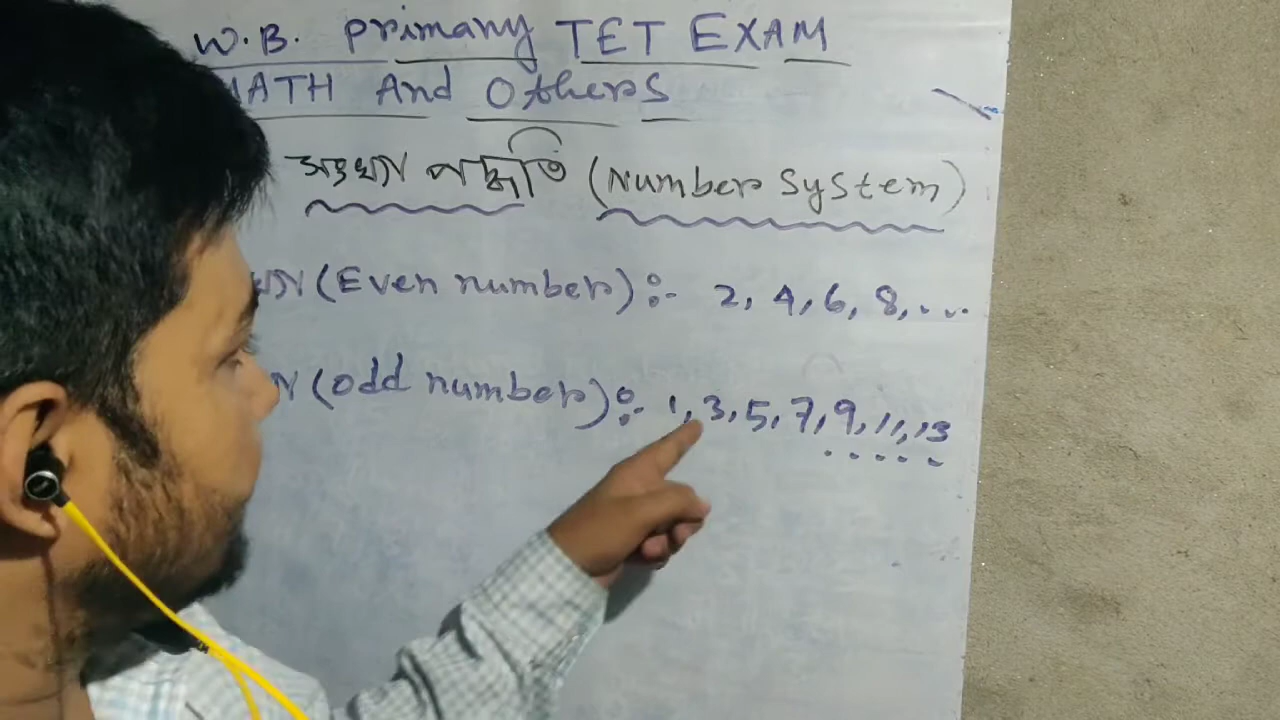 W.B. Primary TET EXAM
MATH And Others
সংখ্যা পদ্ধতি (Number System)
(Even number) :- 2, 4, 6, 8, ...
(Odd number) :- 1, 3, 5, 7, 9, 11, 13 .....